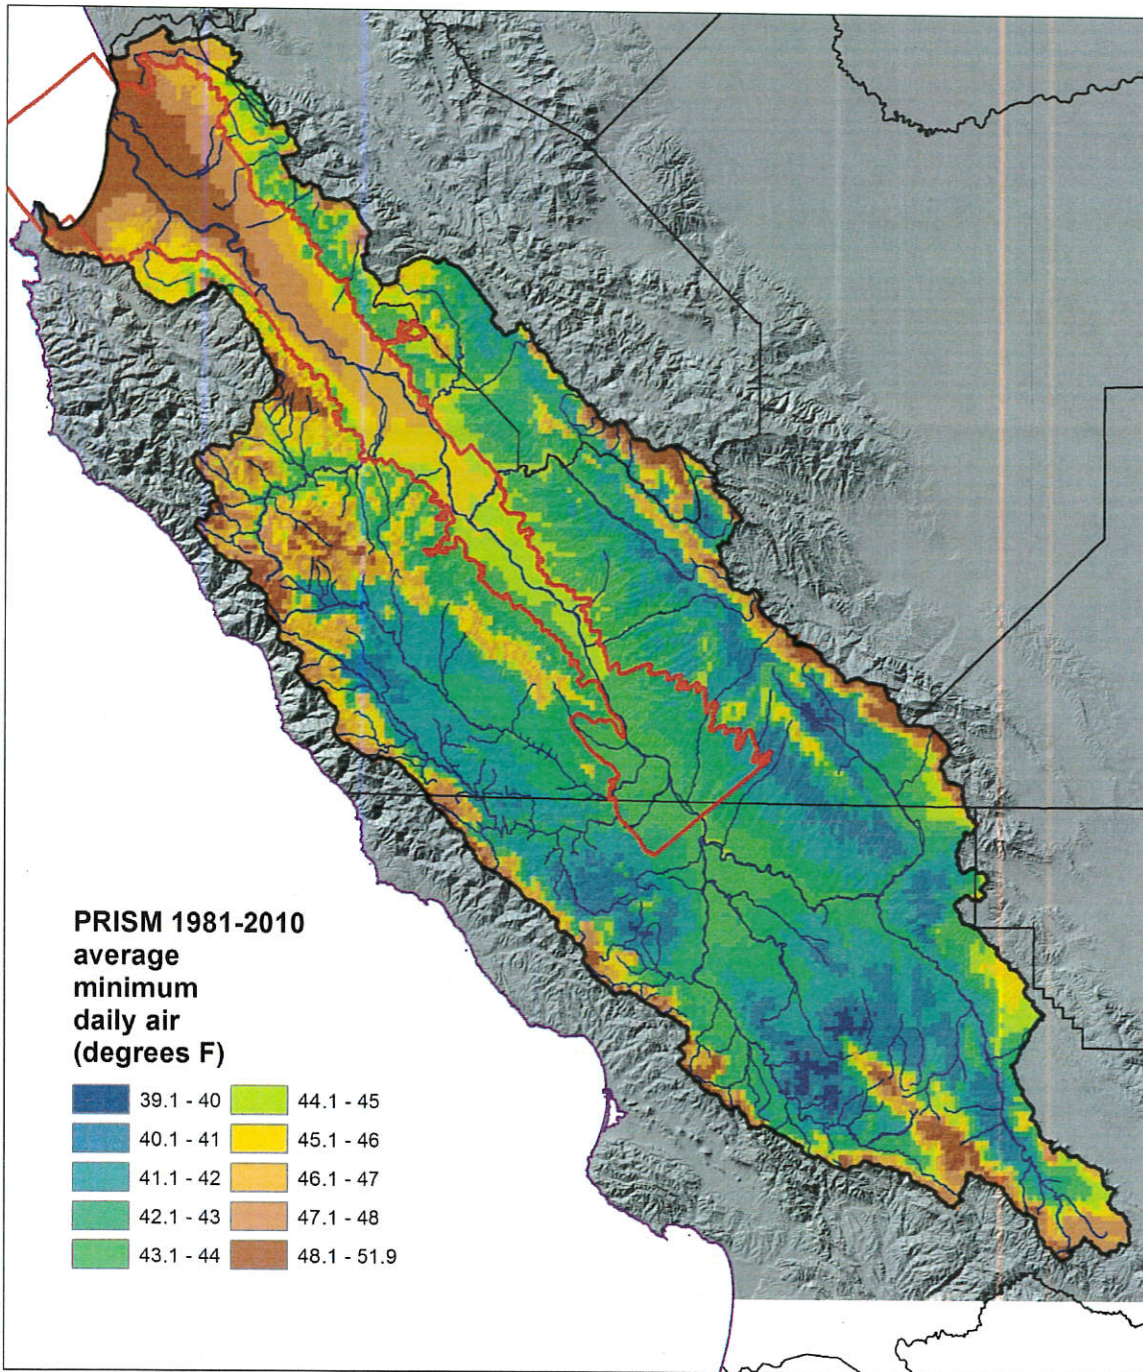 PRISM 1981-2010
average
minimum
daily air
(degrees F)
39.1 - 40
40.1 - 41
41.1 - 42
42.1 - 43
43.1 - 44
44.1 - 45
45.1 - 46
46.1 - 47
47.1 - 48
48.1 - 51.9